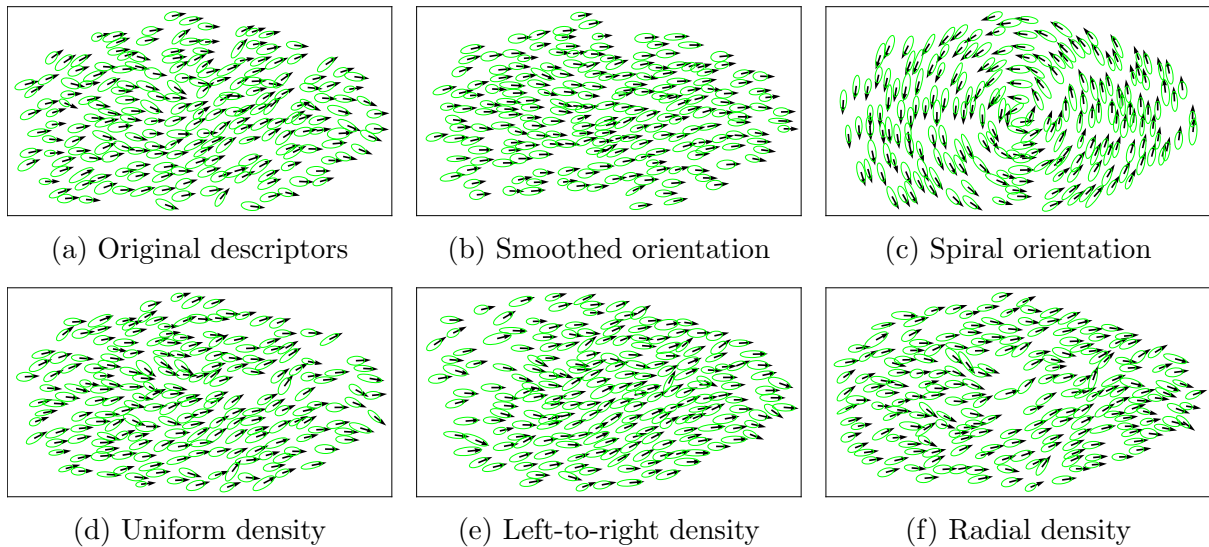 (a) Original descriptors
(b) Smoothed orientation
(c) Spiral orientation
(d) Uniform density
(e) Left-to-right density
(f) Radial density